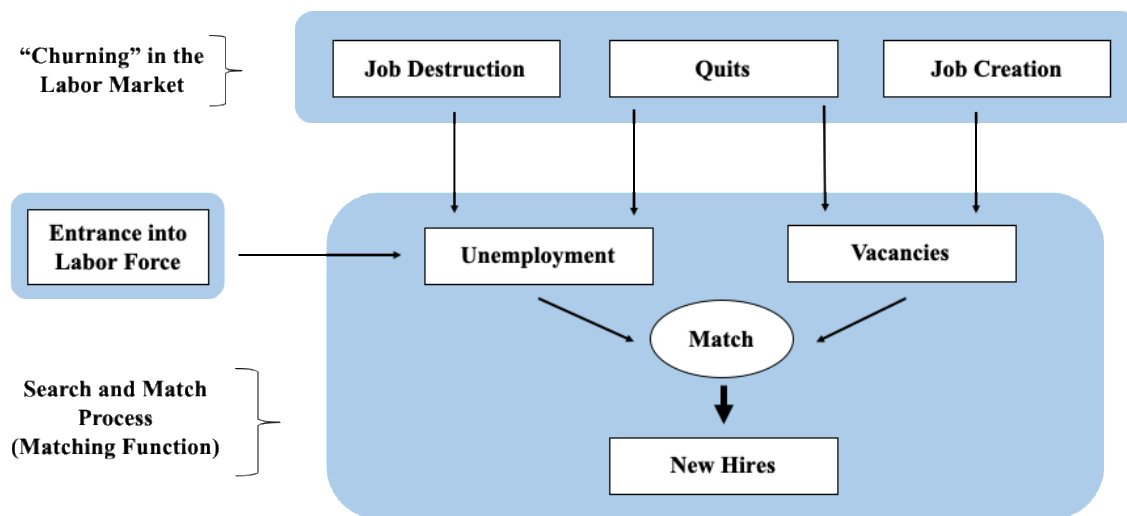 “Churning” in the
Labor Market
Job Destruction
Quits
Job Creation
Entrance into
Labor Force
Unemployment
Vacancies
Match
Search and Match
Process
(Matching Function)
New Hires